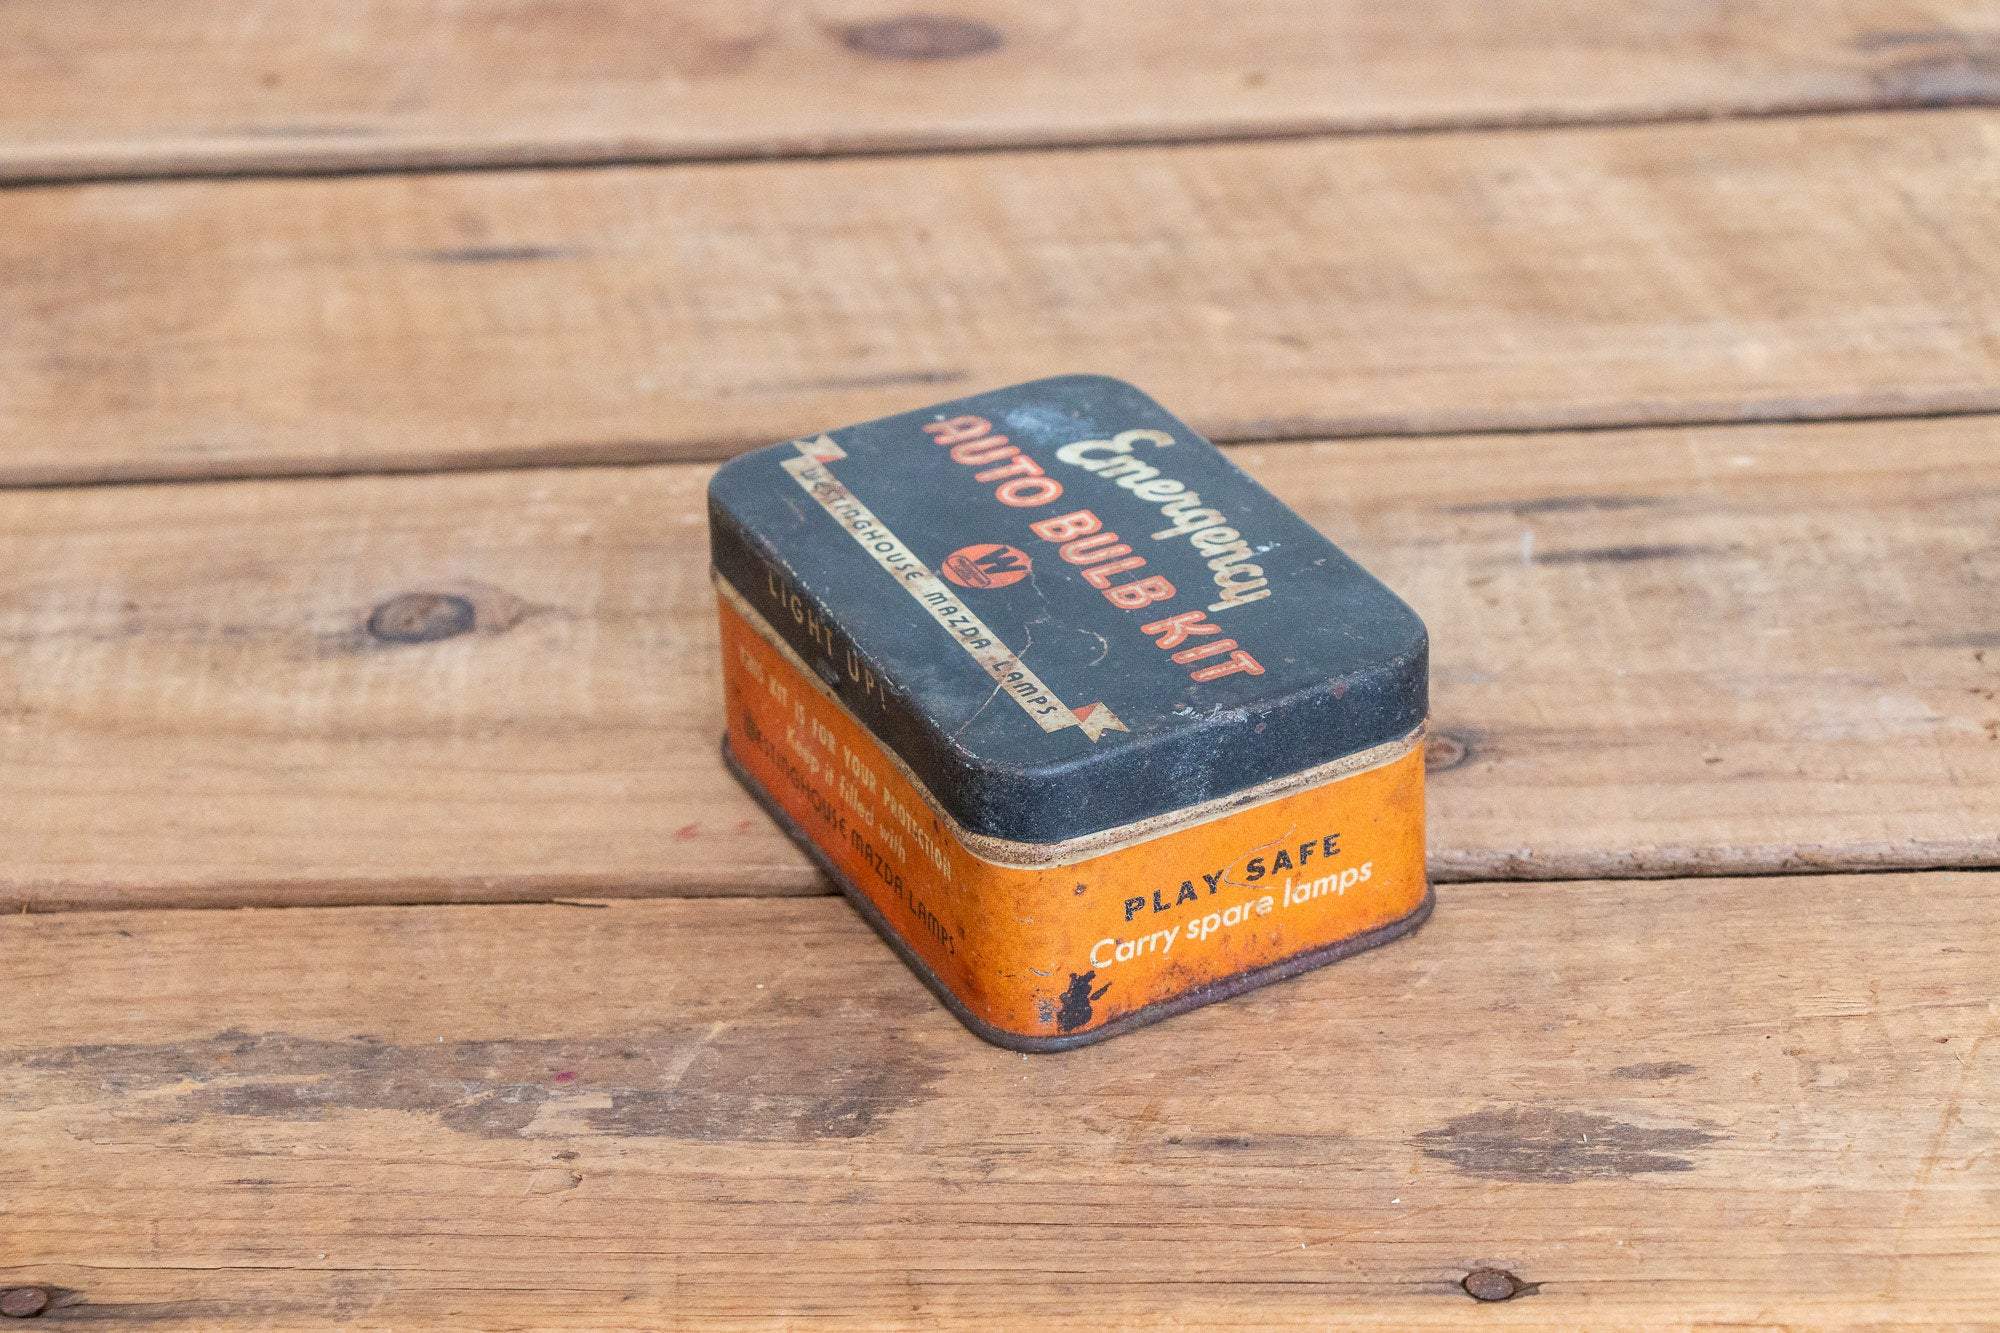 Emergency
AUTO BULB KIT
W
WESTINGHOUSE MAZDA LAMPS
LIGHT UP!
THIS KIT IS FOR YOUR PROTECTION
Keep it filled with
WESTINGHOUSE MAZDA LAMPS
PLAY SAFE
Carry spare lamps